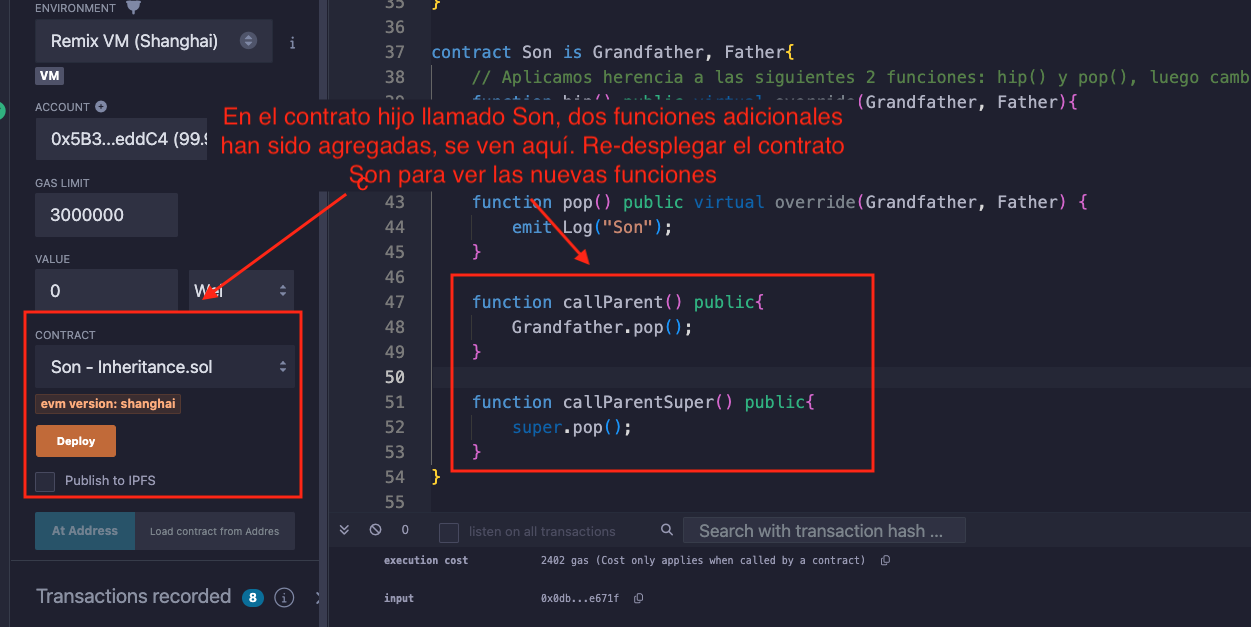 ENVIRONMENT
Remix VM (Shanghai)
VM
ACCOUNT
0x5B3...eddC4 (99.9
GAS LIMIT
3000000
VALUE
0
Wei
CONTRACT
Son - Inheritance.sol
evm version: shanghai
Deploy
Publish to IPFS
At Address
Load contract from Addres
Transactions recorded 8
En el contrato hijo llamado Son, dos funciones adicionales
han sido agregadas, se ven aquí. Re-desplegar el contrato
Son para ver las nuevas funciones
35 }
36
37 contract Son is Grandfather, Father{
38 // Aplicamos herencia a las siguientes 2 funciones: hip() y pop(), luego camb
39 function hip() public virtual override(Grandfather, Father){
43 function pop() public virtual override(Grandfather, Father) {
44 emit Log("Son");
45 }
46
47 function callParent() public{
48 Grandfather.pop();
49 }
50
51 function callParentSuper() public{
52 super.pop();
53 }
54 }
55
0
listen on all transactions
Search with transaction hash ...
execution cost 2402 gas (Cost only applies when called by a contract)
input 0x0db...e671f